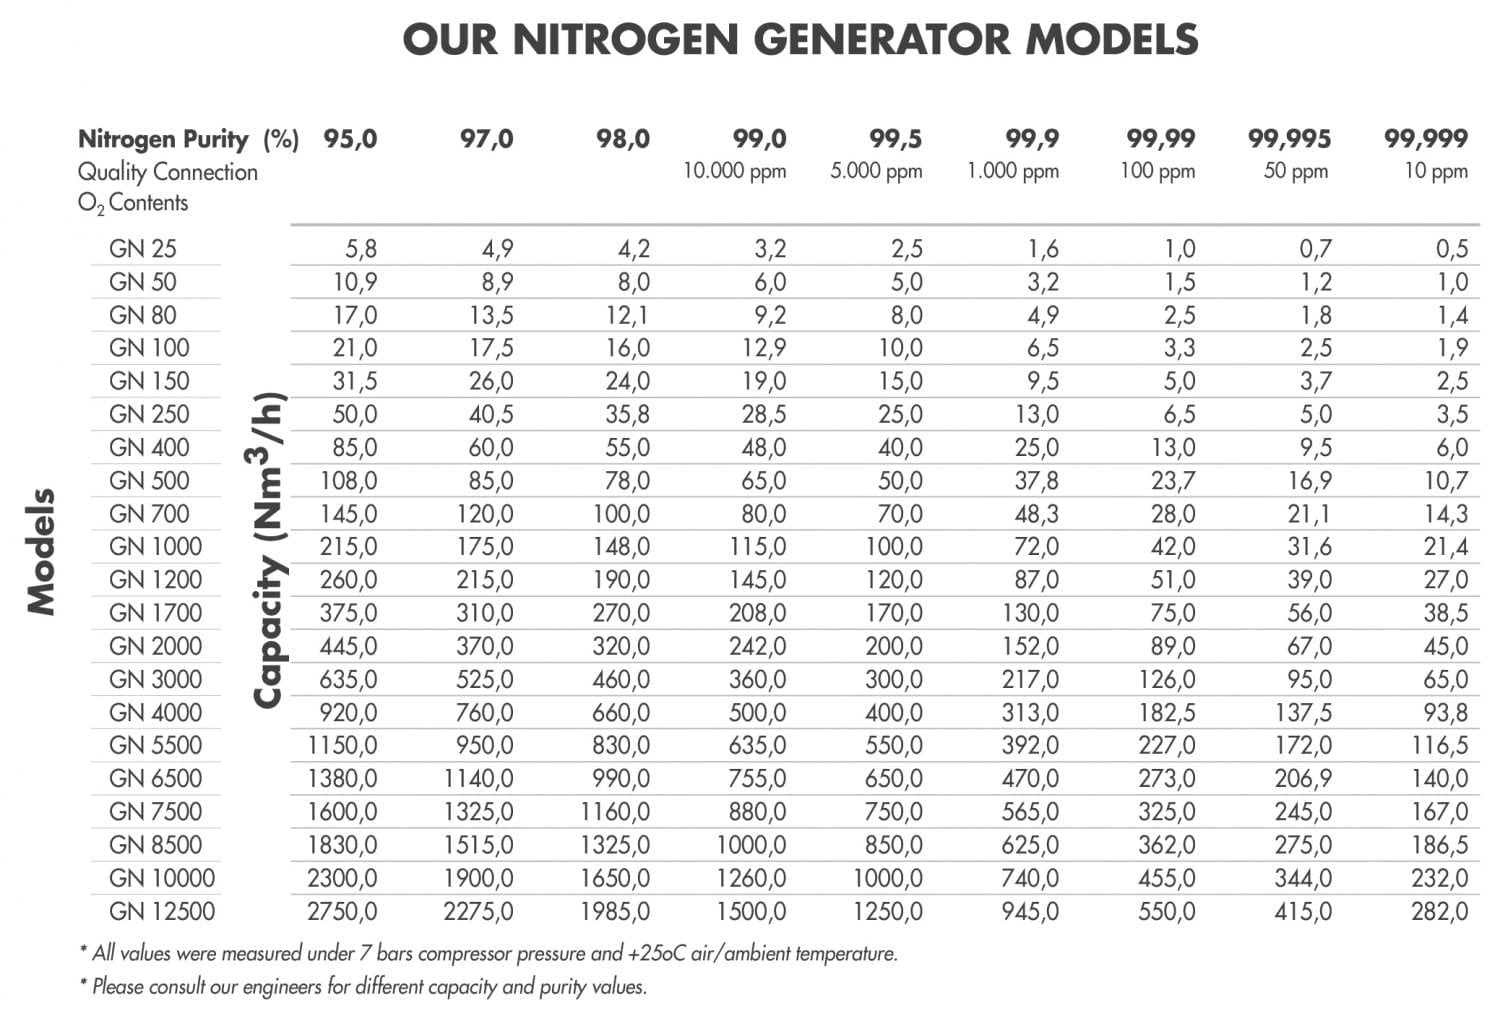 OUR NITROGEN GENERATOR MODELS
Nitrogen Purity (%) 95,0 97,0 98,0 99,0 99,5 99,9 99,99 99,995 99,999
Quality Connection 10.000 ppm 5.000 ppm 1.000 ppm 100 ppm 50 ppm 10 ppm
O2 Contents
Models
Capacity (Nm3/h)
GN 25 5,8 4,9 4,2 3,2 2,5 1,6 1,0 0,7 0,5
GN 50 10,9 8,9 8,0 6,0 5,0 3,2 1,5 1,2 1,0
GN 80 17,0 13,5 12,1 9,2 8,0 4,9 2,5 1,8 1,4
GN 100 21,0 17,5 16,0 12,9 10,0 6,5 3,3 2,5 1,9
GN 150 31,5 26,0 24,0 19,0 15,0 9,5 5,0 3,7 2,5
GN 250 50,0 40,5 35,8 28,5 25,0 13,0 6,5 5,0 3,5
GN 400 85,0 60,0 55,0 48,0 40,0 25,0 13,0 9,5 6,0
GN 500 108,0 85,0 78,0 65,0 50,0 37,8 23,7 16,9 10,7
GN 700 145,0 120,0 100,0 80,0 70,0 48,3 28,0 21,1 14,3
GN 1000 215,0 175,0 148,0 115,0 100,0 72,0 42,0 31,6 21,4
GN 1200 260,0 215,0 190,0 145,0 120,0 87,0 51,0 39,0 27,0
GN 1700 375,0 310,0 270,0 208,0 170,0 130,0 75,0 56,0 38,5
GN 2000 445,0 370,0 320,0 242,0 200,0 152,0 89,0 67,0 45,0
GN 3000 635,0 525,0 460,0 360,0 300,0 217,0 126,0 95,0 65,0
GN 4000 920,0 760,0 660,0 500,0 400,0 313,0 182,5 137,5 93,8
GN 5500 1150,0 950,0 830,0 635,0 550,0 392,0 227,0 172,0 116,5
GN 6500 1380,0 1140,0 990,0 755,0 650,0 470,0 273,0 206,9 140,0
GN 7500 1600,0 1325,0 1160,0 880,0 750,0 565,0 325,0 245,0 167,0
GN 8500 1830,0 1515,0 1325,0 1000,0 850,0 625,0 362,0 275,0 186,5
GN 10000 2300,0 1900,0 1650,0 1260,0 1000,0 740,0 455,0 344,0 232,0
GN 12500 2750,0 2275,0 1985,0 1500,0 1250,0 945,0 550,0 415,0 282,0
* All values were measured under 7 bars compressor pressure and +25oC air/ambient temperature.
* Please consult our engineers for different capacity and purity values.